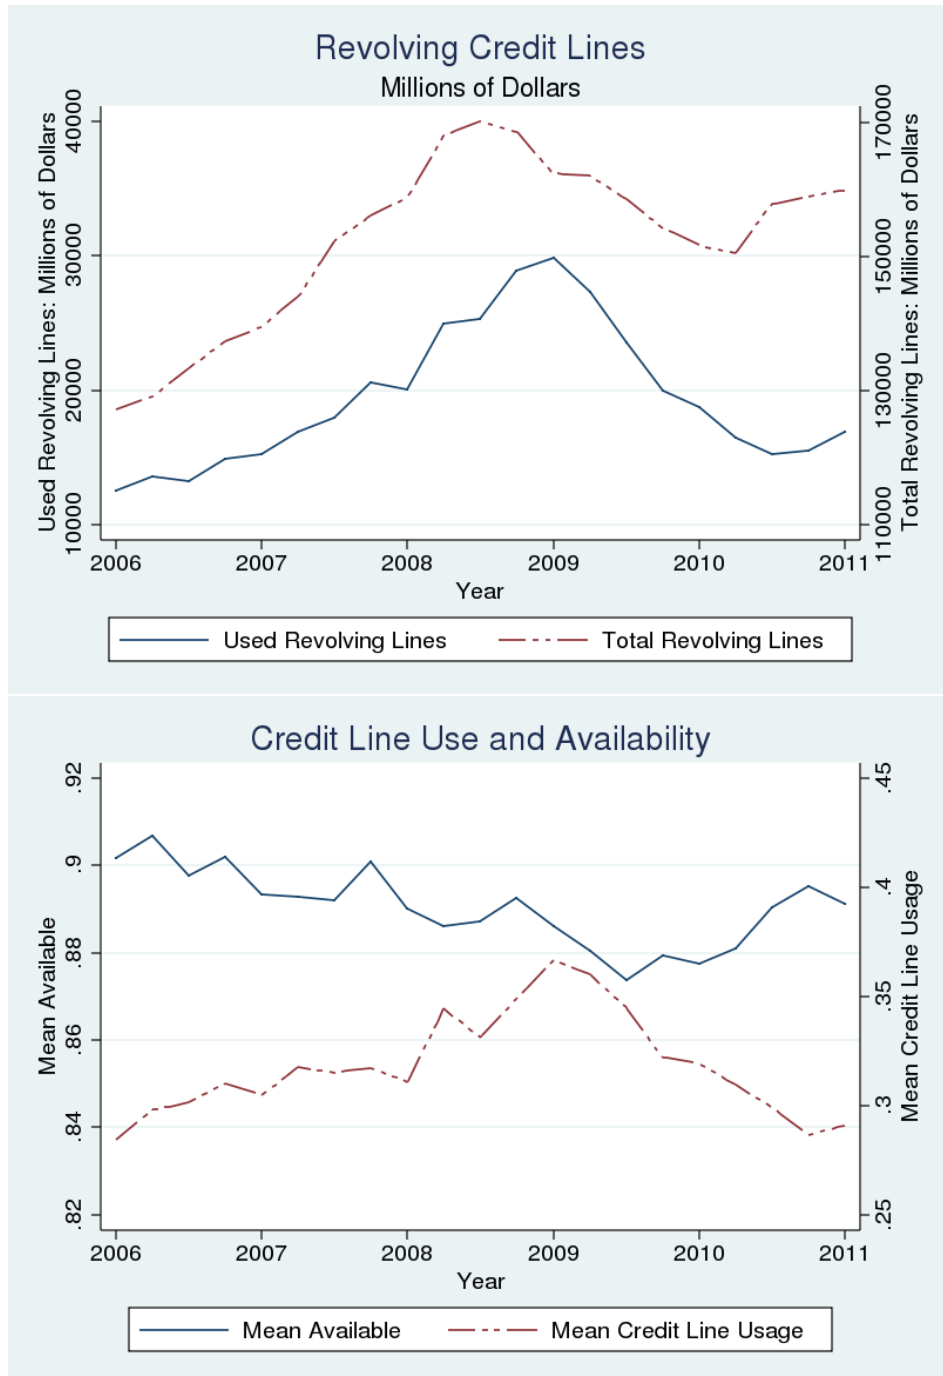 Revolving Credit Lines
Millions of Dollars
Used Revolving Lines: Millions of Dollars
40000
30000
20000
10000
Total Revolving Lines: Millions of Dollars
170000
150000
130000
110000
2006 2007 2008 2009 2010 2011
Year
Used Revolving Lines Total Revolving Lines
Credit Line Use and Availability
Mean Available
.92
.9
.88
.86
.84
.82
Mean Credit Line Usage
.45
.4
.35
.3
.25
2006 2007 2008 2009 2010 2011
Year
Mean Available Mean Credit Line Usage